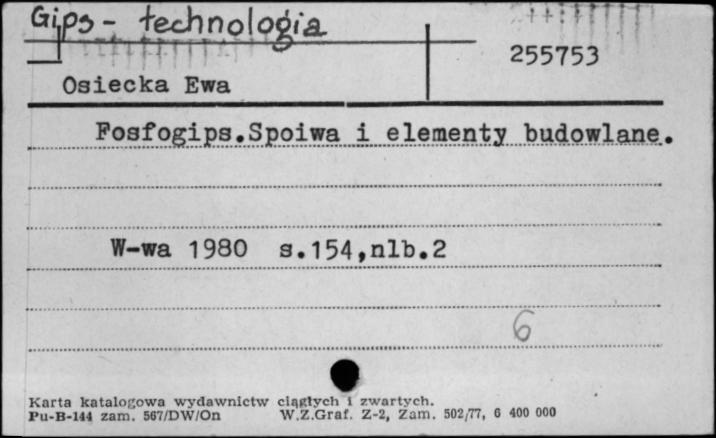 Gips - technologia
255753
Osiecka Ewa
Fosfogips.Spoiwa i elementy budowlane.
W-wa 1980 s.154,nlb.2
6
Karta katalogowa wydawnictw ciągłych i zwartych.
Pu-B-144 zam. 567/DW/On W.Z.Graf. Z-2, Zam. 502/77, 6 400 000